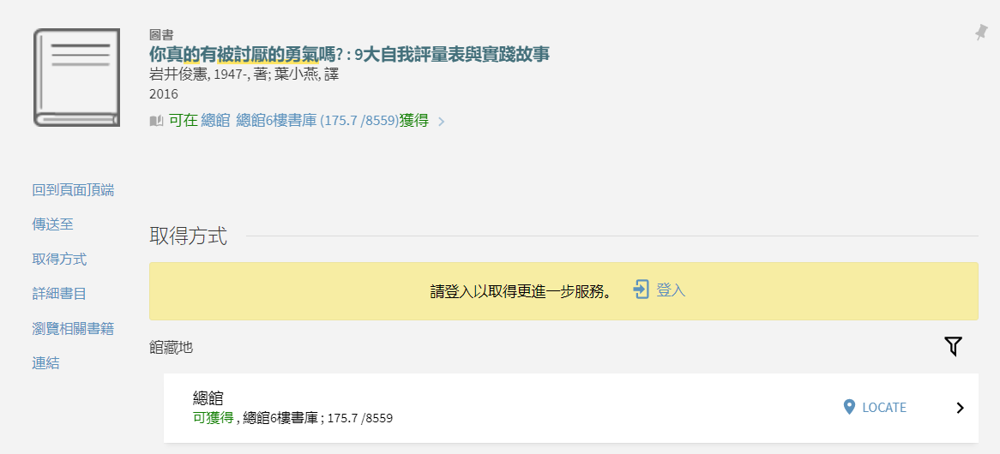 圖書
你真的有被討厭的勇氣嗎? : 9大自我評量表與實踐故事
岩井俊憲, 1947-, 著; 葉小燕, 譯
2016
可在 總館 總館6樓書庫 (175.7 /8559)獲得
回到頁面頂端
傳送至
取得方式
詳細書目
瀏覽相關書籍
連結
取得方式
請登入以取得更進一步服務。 登入
館藏地
總館
可獲得 , 總館6樓書庫 ; 175.7 /8559
LOCATE